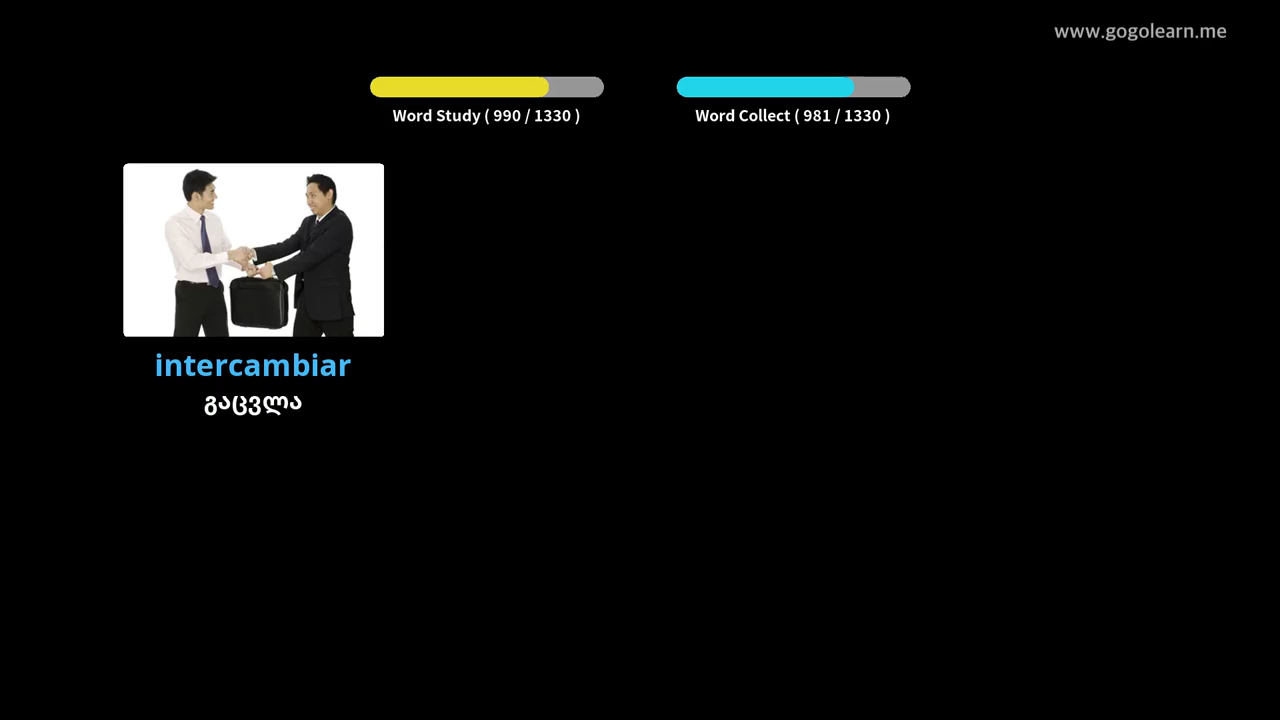 www.gogolearn.me
Word Study ( 990 / 1330 )
Word Collect ( 981 / 1330 )
intercambiar
გაცვლა